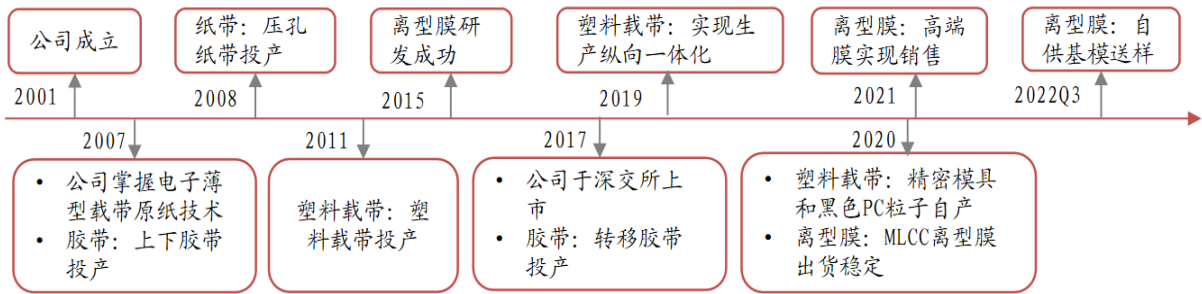 公司成立
纸带：压孔
纸带投产
离型膜研
发成功
塑料载带：实现生
产纵向一体化
离型膜：高端
膜实现销售
离型膜：自
供基模送样
2001
2008
2015
2019
2021
2022Q3
2007
2011
2017
2020
• 公司掌握电子薄
型载带原纸技术
• 胶带：上下胶带
投产
塑料载带：塑
料载带投产
• 公司于深交所上
市
• 胶带：转移胶带
投产
• 塑料载带：精密模具
和黑色PC粒子自产
• 离型膜：MLCC离型膜
出货稳定